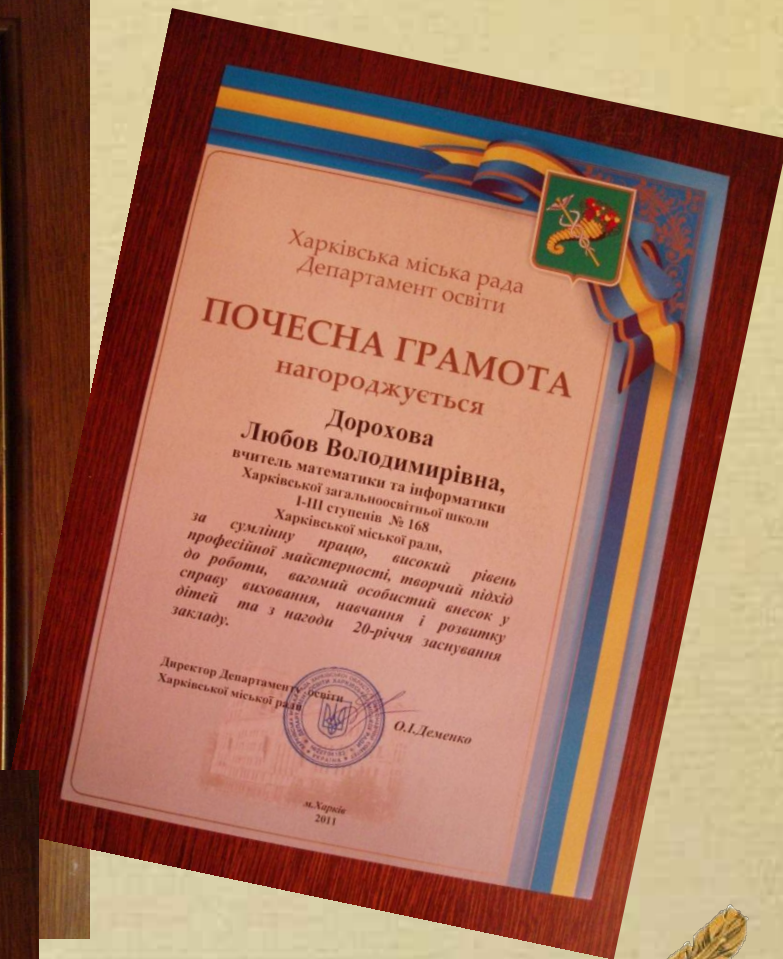 Харківська міська рада
Департамент освіти
ПОЧЕСНА ГРАМОТА
нагороджується
Дорохова
Любов Володимирівна,
вчитель математики та інформатики
Харківської загальноосвітньої школи
І-ІІІ ступенів № 168
Харківської міської ради,
за сумлінну працю, високий рівень
професійної майстерності, творчий підхід
до роботи, вагомий особистий внесок у
справу виховання, навчання і розвитку
дітей та з нагоди 20-річчя заснування
закладу.
Директор Департаменту освіти
Харківської міської ради
О.І.Деменко
м.Харків
2011